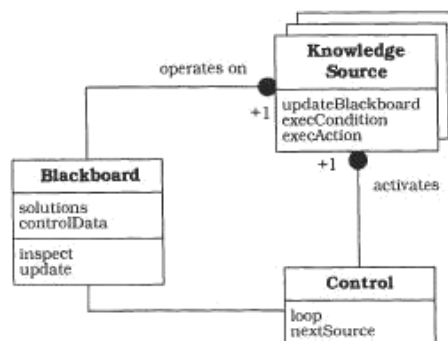 Knowledge
Source
operates on
+1
updateBlackboard
execCondition
execAction
+1
activates
Blackboard
solutions
controlData
inspect
update
Control
loop
nextSource